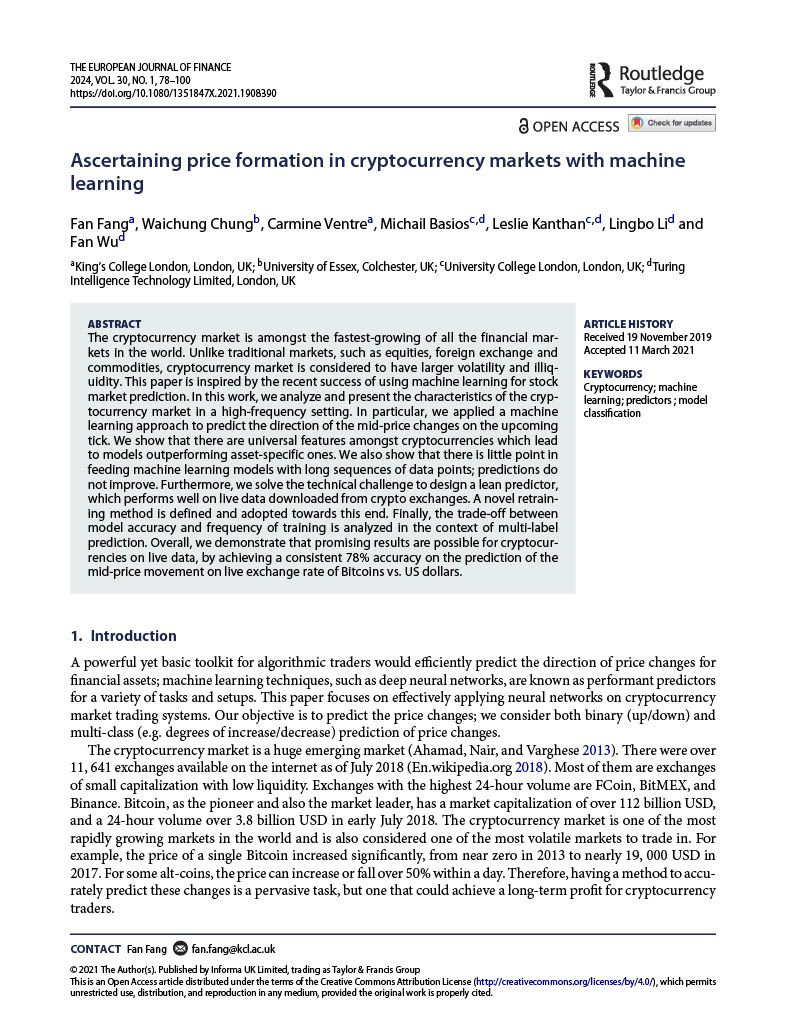 THE EUROPEAN JOURNAL OF FINANCE
2024, VOL. 30, NO. 1, 78–100
https://doi.org/10.1080/1351847X.2021.1908390
ROUTLEDGE
Routledge
Taylor & Francis Group
OPEN ACCESS
Check for updates
Ascertaining price formation in cryptocurrency markets with machine
learning
Fan Fangᵃ, Waichung Chungᵇ, Carmine Ventreᵃ, Michail Basiosᶜ,ᵈ, Leslie Kanthanᶜ,ᵈ, Lingbo Liᵈ and
Fan Wuᵈ
ᵃKing's College London, London, UK; ᵇUniversity of Essex, Colchester, UK; ᶜUniversity College London, London, UK; ᵈTuring
Intelligence Technology Limited, London, UK
ABSTRACT
The cryptocurrency market is amongst the fastest-growing of all the financial mar-
kets in the world. Unlike traditional markets, such as equities, foreign exchange and
commodities, cryptocurrency market is considered to have larger volatility and illiq-
uidity. This paper is inspired by the recent success of using machine learning for stock
market prediction. In this work, we analyze and present the characteristics of the cryp-
tocurrency market in a high-frequency setting. In particular, we applied a machine
learning approach to predict the direction of the mid-price changes on the upcoming
tick. We show that there are universal features amongst cryptocurrencies which lead
to models outperforming asset-specific ones. We also show that there is little point in
feeding machine learning models with long sequences of data points; predictions do
not improve. Furthermore, we solve the technical challenge to design a lean predictor,
which performs well on live data downloaded from crypto exchanges. A novel retrain-
ing method is defined and adopted towards this end. Finally, the trade-off between
model accuracy and frequency of training is analyzed in the context of multi-label
prediction. Overall, we demonstrate that promising results are possible for cryptocur-
rencies on live data, by achieving a consistent 78% accuracy on the prediction of the
mid-price movement on live exchange rate of Bitcoins vs. US dollars.
ARTICLE HISTORY
Received 19 November 2019
Accepted 11 March 2021
KEYWORDS
Cryptocurrency; machine
learning; predictors ; model
classification
1. Introduction
A powerful yet basic toolkit for algorithmic traders would efficiently predict the direction of price changes for
financial assets; machine learning techniques, such as deep neural networks, are known as performant predictors
for a variety of tasks and setups. This paper focuses on effectively applying neural networks on cryptocurrency
market trading systems. Our objective is to predict the price changes; we consider both binary (up/down) and
multi-class (e.g. degrees of increase/decrease) prediction of price changes.
The cryptocurrency market is a huge emerging market (Ahamad, Nair, and Varghese 2013). There were over
11, 641 exchanges available on the internet as of July 2018 (En.wikipedia.org 2018). Most of them are exchanges
of small capitalization with low liquidity. Exchanges with the highest 24-hour volume are FCoin, BitMEX, and
Binance. Bitcoin, as the pioneer and also the market leader, has a market capitalization of over 112 billion USD,
and a 24-hour volume over 3.8 billion USD in early July 2018. The cryptocurrency market is one of the most
rapidly growing markets in the world and is also considered one of the most volatile markets to trade in. For
example, the price of a single Bitcoin increased significantly, from near zero in 2013 to nearly 19, 000 USD in
2017. For some alt-coins, the price can increase or fall over 50% within a day. Therefore, having a method to accu-
rately predict these changes is a pervasive task, but one that could achieve a long-term profit for cryptocurrency
traders.
CONTACT Fan Fang fan.fang@kcl.ac.uk
© 2021 The Author(s). Published by Informa UK Limited, trading as Taylor & Francis Group
This is an Open Access article distributed under the terms of the Creative Commons Attribution License (http://creativecommons.org/licenses/by/4.0/), which permits
unrestricted use, distribution, and reproduction in any medium, provided the original work is properly cited.